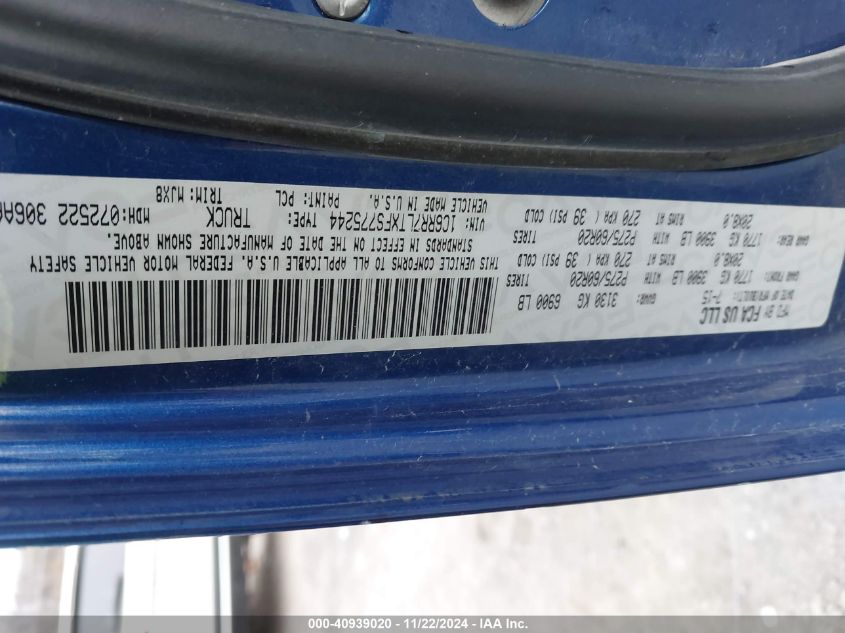 MFD BY FCA US LLC
DATE OF MFR(BUILT): 7-15 GVWR: 3130 KG 6900 LB
GAWR FRONT: 1770 KG 3900 LB WITH P275/60R20 TIRES
20X8.0 RIMS AT 270 KPA ( 39 PSI) COLD
GAWR REAR: 1770 KG 3900 LB WITH P275/60R20 TIRES
20X8.0 RIMS AT 270 KPA ( 39 PSI) COLD
THIS VEHICLE CONFORMS TO ALL APPLICABLE U.S.A. FEDERAL MOTOR VEHICLE SAFETY
STANDARDS IN EFFECT ON THE DATE OF MANUFACTURE SHOWN ABOVE.
VIN: 1C6RR7LTXFS775244 TYPE: TRUCK MDH:072522 306A
VEHICLE MADE IN U.S.A. PAINT: PCL TRIM: MJX8
000-40939020 - 11/22/2024 - IAA Inc.